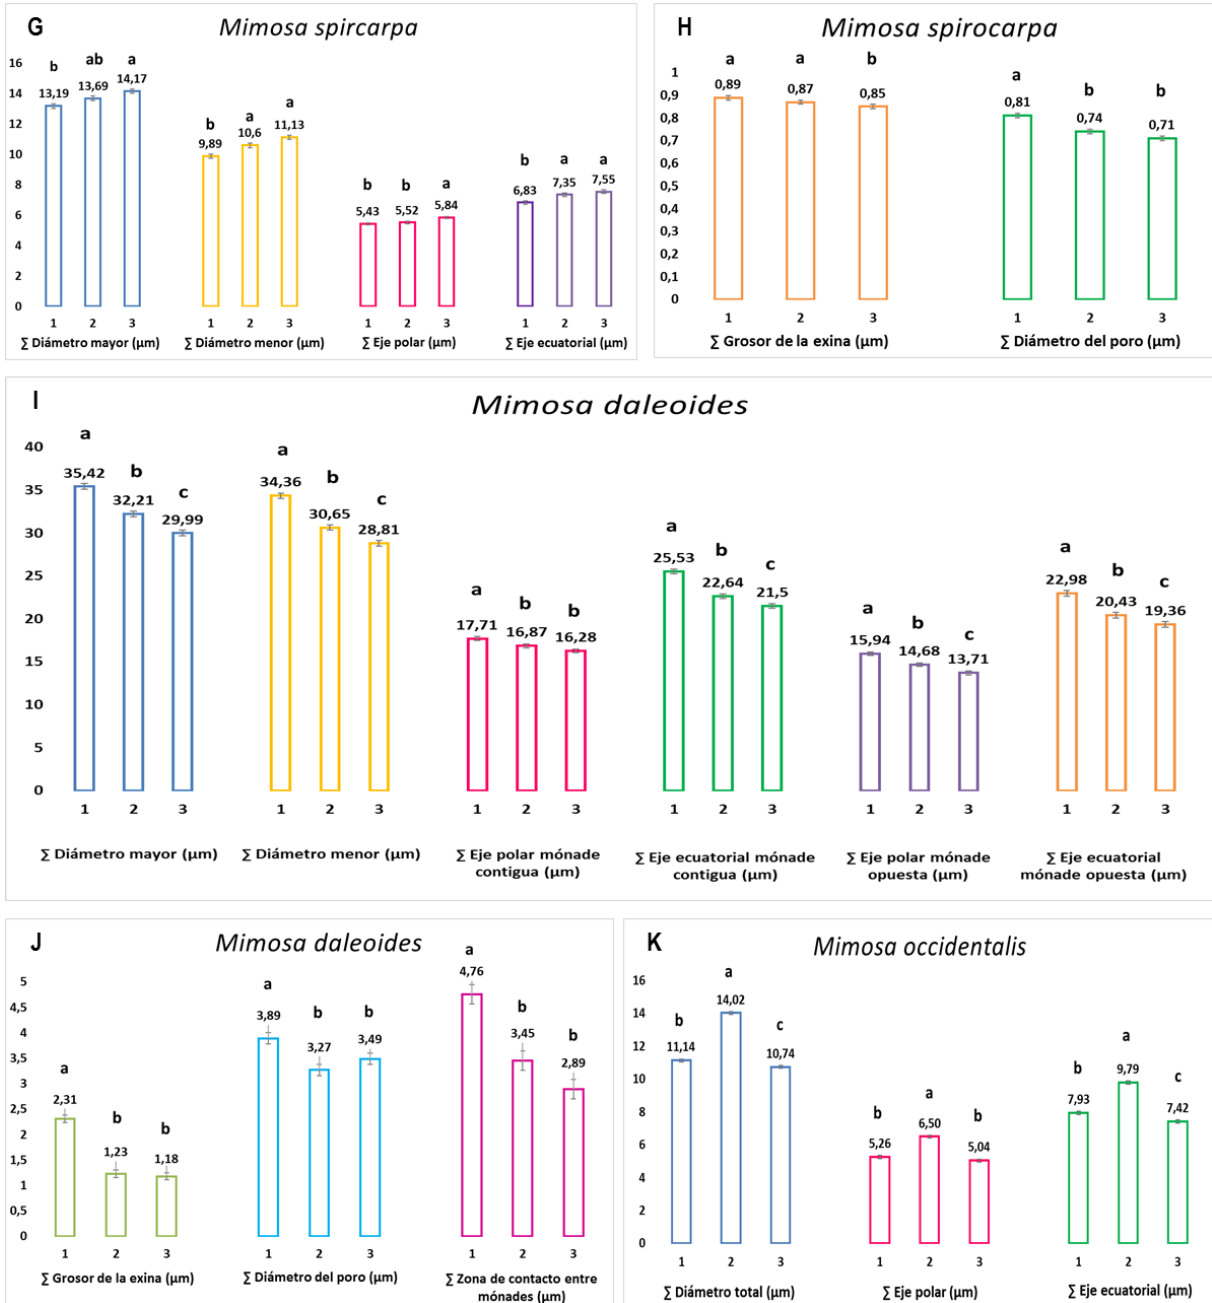 G
Mimosa spircarpa
16
14
12
10
8
6
4
2
0
b
ab
a
13,19
13,69
14,17
b
a
a
9,89
10,6
11,13
b
b
a
5,43
5,52
5,84
b
a
a
6,83
7,35
7,55
1 2 3
1 2 3
1 2 3
1 2 3
∑ Diámetro mayor (µm)
∑ Diámetro menor (µm)
∑ Eje polar (µm)
∑ Eje ecuatorial (µm)
H
Mimosa spirocarpa
1
0,9
0,8
0,7
0,6
0,5
0,4
0,3
0,2
0,1
0
a
a
b
0,89
0,87
0,85
a
b
b
0,81
0,74
0,71
1 2 3
1 2 3
∑ Grosor de la exina (µm)
∑ Diámetro del poro (µm)
I
Mimosa daleoides
40
35
30
25
20
15
10
5
0
a
b
c
35,42
32,21
29,99
a
b
c
34,36
30,65
28,81
a
b
b
17,71
16,87
16,28
a
b
c
25,53
22,64
21,5
a
b
c
15,94
14,68
13,71
a
b
c
22,98
20,43
19,36
1 2 3
1 2 3
1 2 3
1 2 3
1 2 3
1 2 3
∑ Diámetro mayor (µm)
∑ Diámetro menor (µm)
∑ Eje polar mónade
contigua (µm)
∑ Eje ecuatorial mónade
contigua (µm)
∑ Eje polar mónade
opuesta (µm)
∑ Eje ecuatorial
mónade opuesta (µm)
J
Mimosa daleoides
5
4,5
4
3,5
3
2,5
2
1,5
1
0,5
0
a
b
b
2,31
1,23
1,18
a
b
b
3,89
3,27
3,49
a
b
b
4,76
3,45
2,89
1 2 3
1 2 3
1 2 3
∑ Grosor de la exina (µm)
∑ Diámetro del poro (µm)
∑ Zona de contacto entre
mónades (µm)
K
Mimosa occidentalis
16
14
12
10
8
6
4
2
0
b
a
c
11,14
14,02
10,74
b
a
b
5,26
6,50
5,04
b
a
c
7,93
9,79
7,42
1 2 3
1 2 3
1 2 3
∑ Diámetro total (µm)
∑ Eje polar (µm)
∑ Eje ecuatorial (µm)